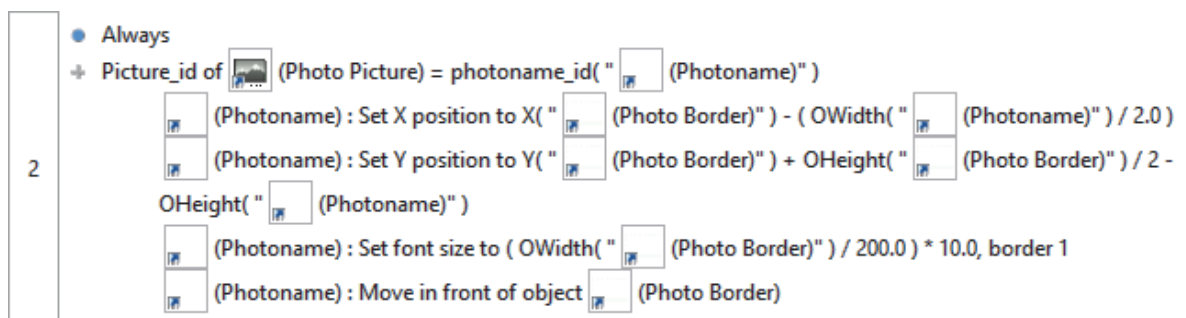 Always
Picture_id of (Photo Picture) = photoname_id( " (Photoname)" )
(Photoname) : Set X position to X( " (Photo Border)" ) - ( OWidth( " (Photoname)" ) / 2.0 )
(Photoname) : Set Y position to Y( " (Photo Border)" ) + OHeight( " (Photo Border)" ) / 2 -
2
OHeight( " (Photoname)" )
(Photoname) : Set font size to ( OWidth( " (Photo Border)" ) / 200.0 ) * 10.0, border 1
(Photoname) : Move in front of object (Photo Border)